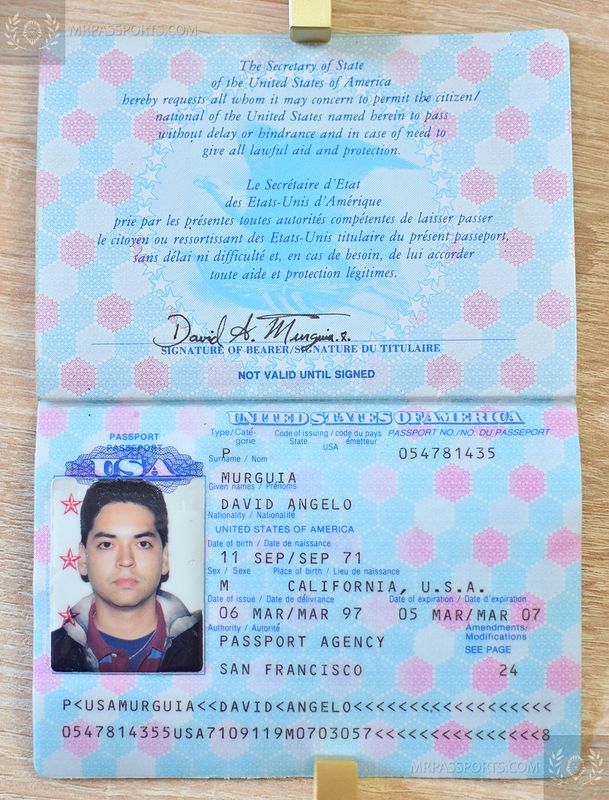 MRPASSPORTS.COM
The Secretary of State
of the United States of America
hereby requests all whom it may concern to permit the citizen/
national of the United States named herein to pass
without delay or hindrance and in case of need to
give all lawful aid and protection.
Le Secrétaire d'Etat
des Etats-Unis d'Amérique
prie par les présentes toutes autorités compétentes de laisser passer
le citoyen ou ressortissant des Etats-Unis titulaire du présent passeport,
sans délai ni difficulté et, en cas de besoin, de lui accorder
toute aide et protection légitimes.
David A. Murguia
SIGNATURE OF BEARER/SIGNATURE DU TITULAIRE
NOT VALID UNTIL SIGNED
UNITED STATES OF AMERICA
PASSPORT
PASSEPORT
USA
Type/Caté-gorie Code of issuing / code du pays émetteur PASSPORT NO./NO. DU PASSEPORT
P USA 054781435
Surname / Nom
MURGUIA
Given names / Prénoms
DAVID ANGELO
Nationality / Nationalité
UNITED STATES OF AMERICA
Date of birth / Date de naissance
11 SEP/SEP 71
Sex / Sexe Place of birth / Lieu de naissance
M CALIFORNIA, U.S.A.
Date of issue / Date de délivrance Date of expiration / Date d'expiration
06 MAR/MAR 97 05 MAR/MAR 07
Authority / Autorité Amendments/
Modifications
PASSPORT AGENCY SEE PAGE
SAN FRANCISCO 24
P<USAMURGUIA<<DAVID<ANGELO<<<<<<<<<<<<<<<<<<
0547814355USA7109119M0703057<<<<<<<<<<<<<<<8
MRPASSPORTS.COM